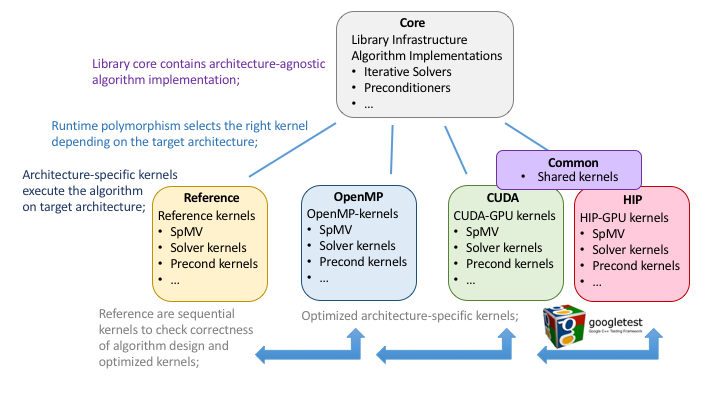 Core
Library Infrastructure
Algorithm Implementations
• Iterative Solvers
• Preconditioners
• ...
Library core contains architecture-agnostic
algorithm implementation;
Runtime polymorphism selects the right kernel
depending on the target architecture;
Architecture-specific kernels
execute the algorithm
on target architecture;
Common
• Shared kernels
Reference
Reference kernels
• SpMV
• Solver kernels
• Precond kernels
• ...
OpenMP
OpenMP-kernels
• SpMV
• Solver kernels
• Precond kernels
• ...
CUDA
CUDA-GPU kernels
• SpMV
• Solver kernels
• Precond kernels
• ...
HIP
HIP-GPU kernels
• SpMV
• Solver kernels
• Precond kernels
• ...
Reference are sequential
kernels to check correctness
of algorithm design and
optimized kernels;
Optimized architecture-specific kernels;
googletest
Google C++ Testing Framework